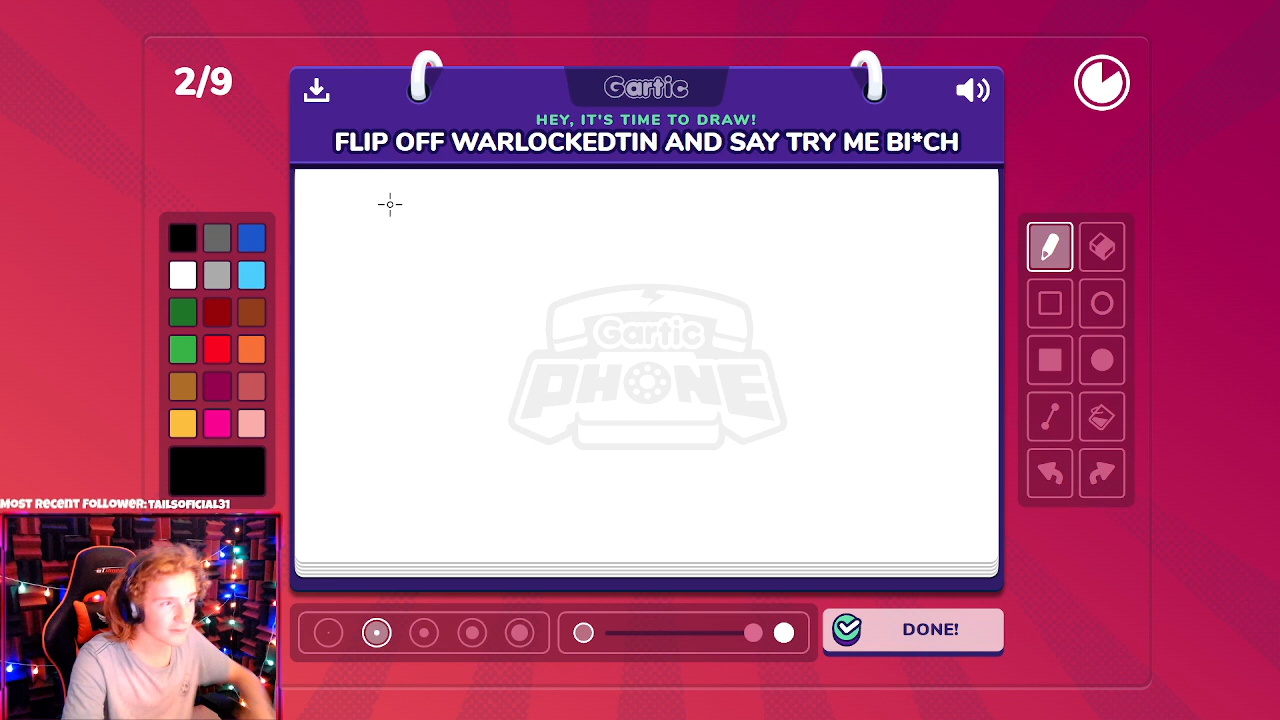 2/9
Gartic
HEY, IT'S TIME TO DRAW!
FLIP OFF WARLOCKEDTIN AND SAY TRY ME BI*CH
Gartic
PHONE
MOST RECENT FOLLOWER: TAILSOFICIAL31
DONE!